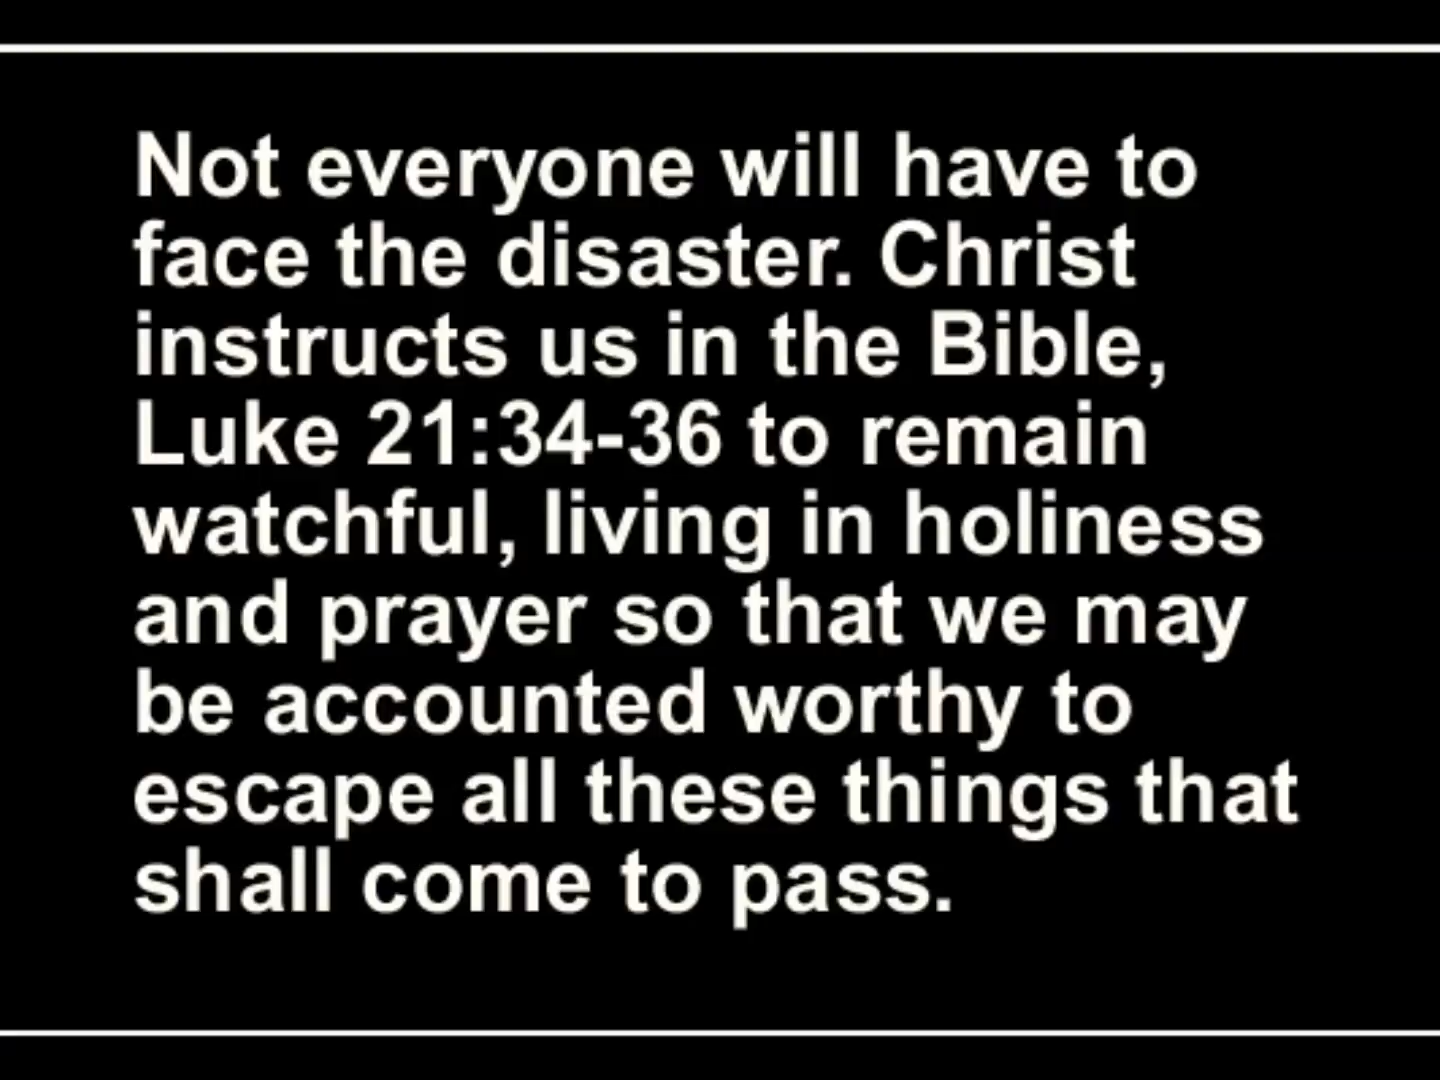 Not everyone will have to
face the disaster. Christ
instructs us in the Bible,
Luke 21:34-36 to remain
watchful, living in holiness
and prayer so that we may
be accounted worthy to
escape all these things that
shall come to pass.